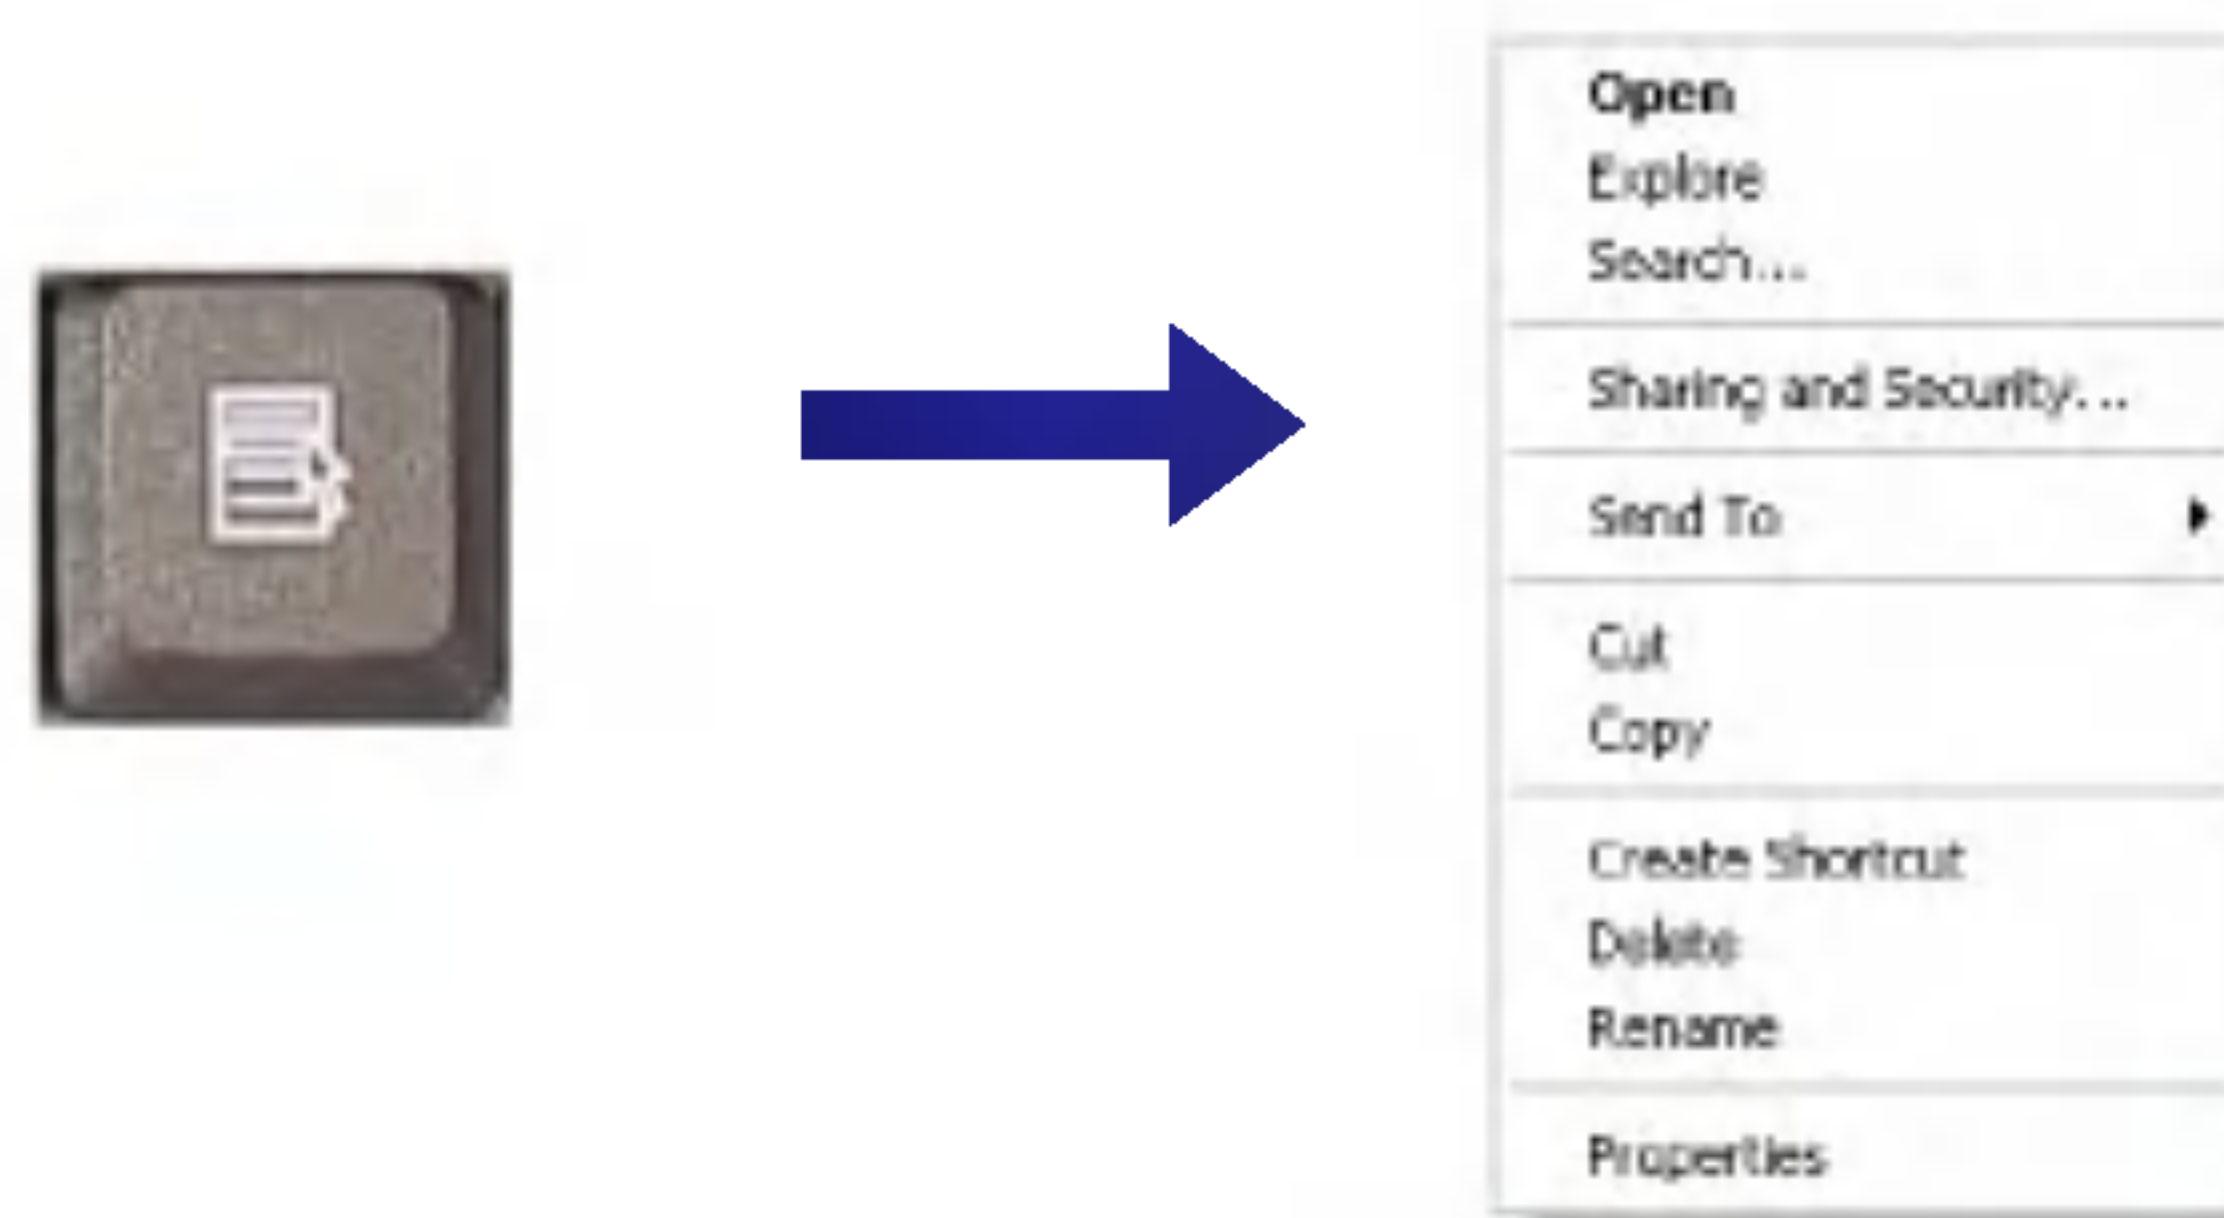 Open
Explore
Search...
Sharing and Security...
Send To
Cut
Copy
Create Shortcut
Delete
Rename
Properties